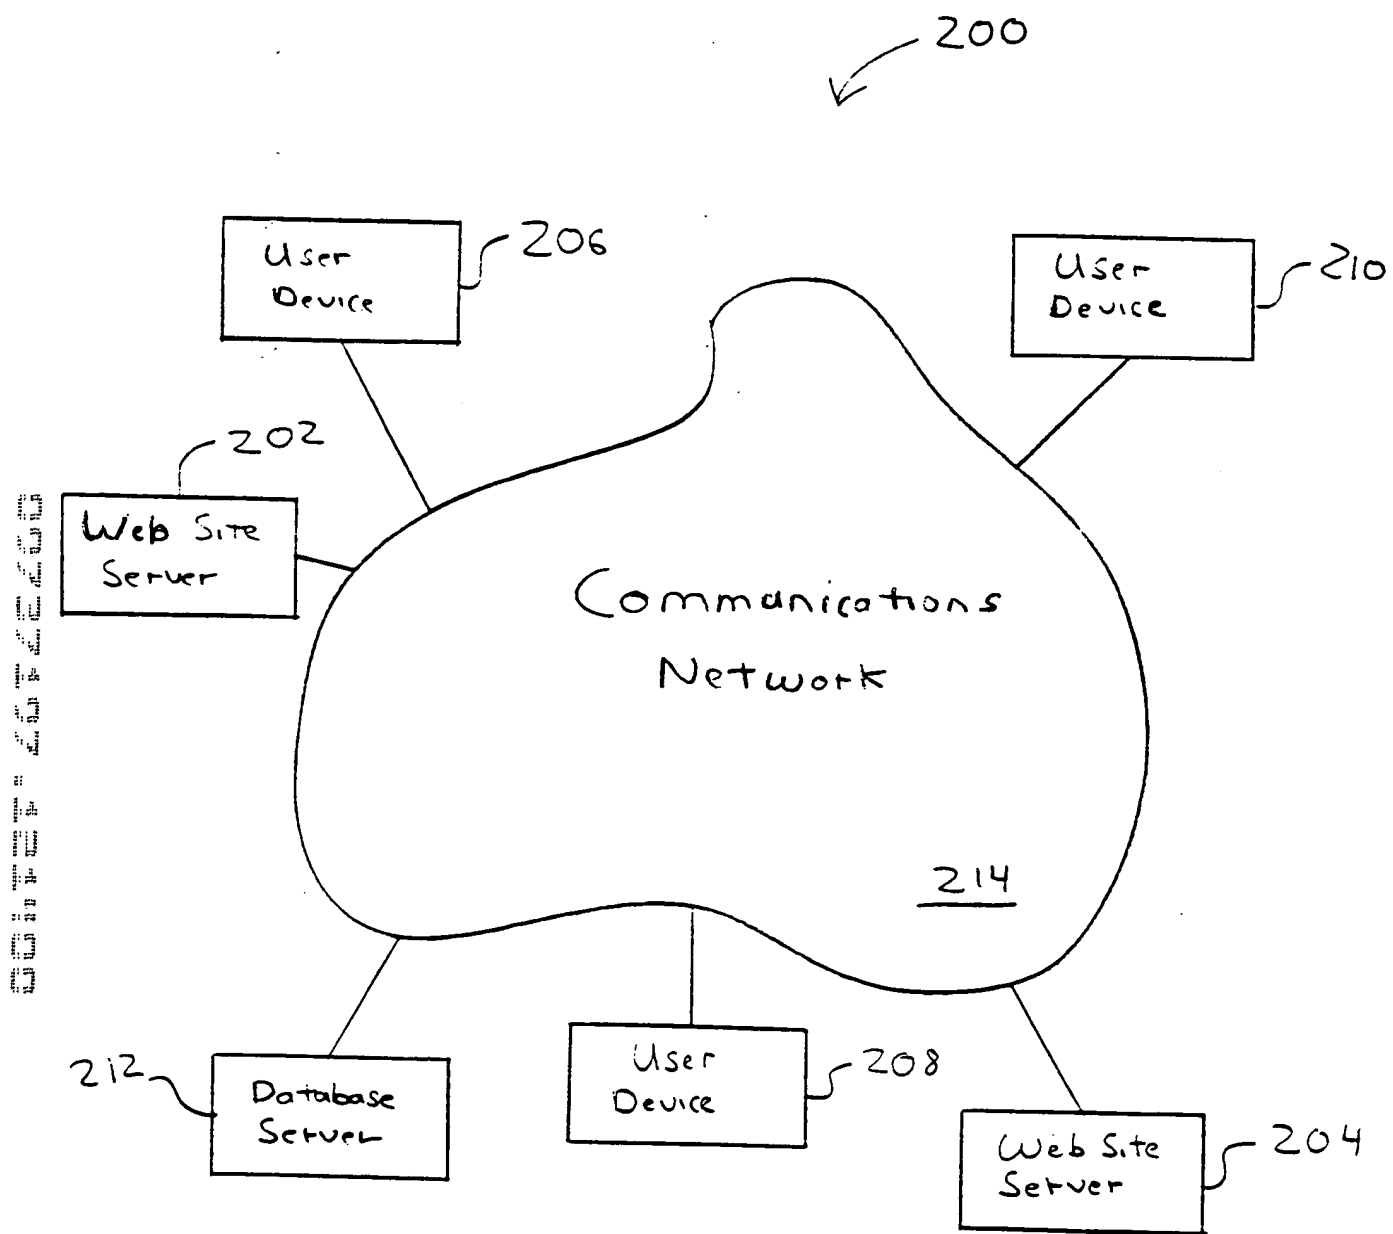 200
User
Device
206
User
Device
210
202
Web Site
Server
Communications
Network
214
212
Database
Server
User
Device
208
Web Site
Server
204